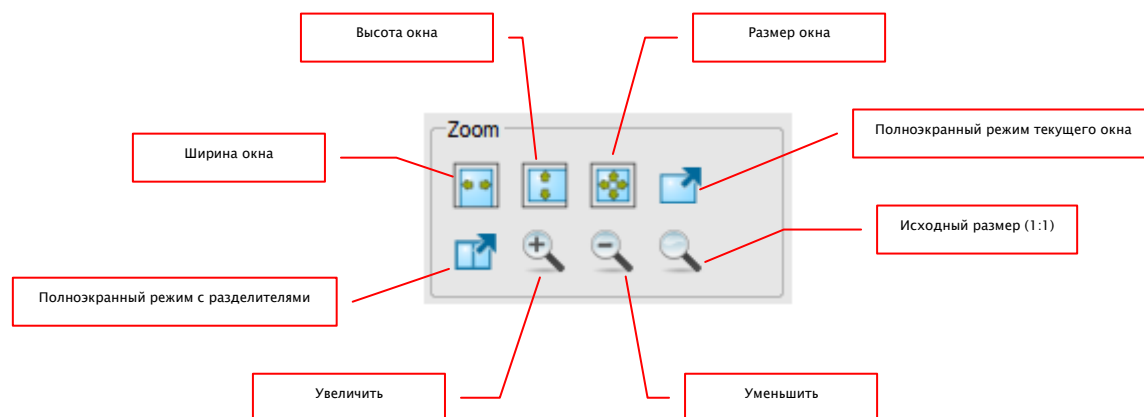 Высота окна
Размер окна
Zoom
Полноэкранный режим текущего окна
Ширина окна
Исходный размер (1:1)
Полноэкранный режим с разделителями
Увеличить
Уменьшить